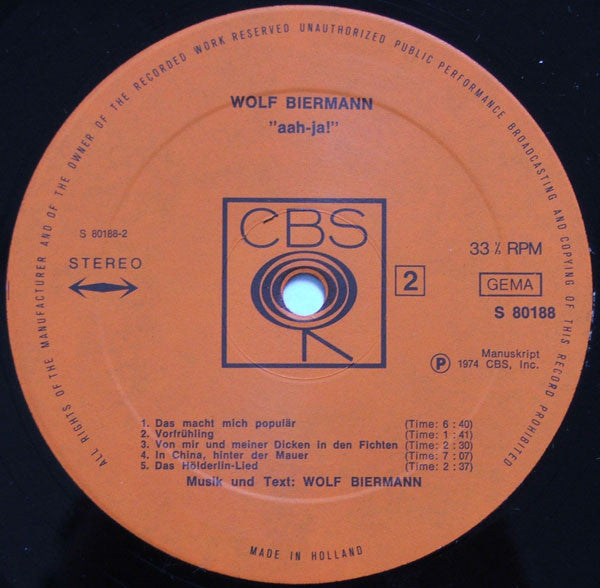 ALL RIGHTS OF THE MANUFACTURER AND OF THE OWNER OF THE RECORDED WORK RESERVED UNAUTHORIZED PUBLIC PERFORMANCE BROADCASTING AND COPYING OF THIS RECORD PROHIBITED
WOLF BIERMANN
"aah-ja!"
S 80188-2
STEREO
CBS
2
33 ⅓ RPM
GEMA
S 80188
Manuskript
Ⓟ 1974 CBS, Inc.
1. Das macht mich populär (Time: 6 : 40)
2. Vorfrühling (Time: 1 : 41)
3. Von mir und meiner Dicken in den Fichten (Time: 2 : 30)
4. In China, hinter der Mauer (Time: 7 : 07)
5. Das Hölderlin-Lied (Time: 2 : 37)
Musik und Text: WOLF BIERMANN
MADE IN HOLLAND